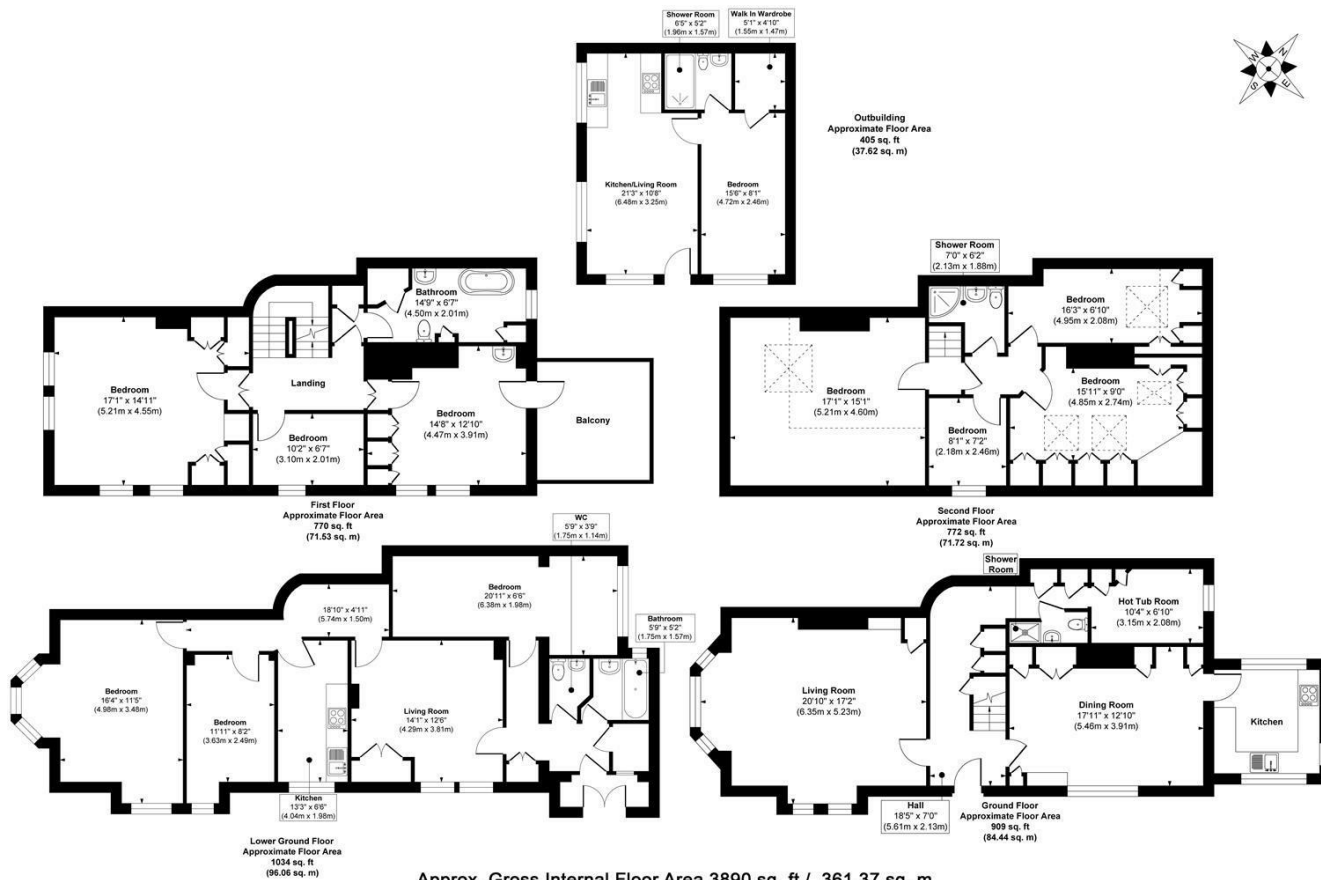 Shower Room
6'5" x 5'2"
(1.96m x 1.57m)
Walk In Wardrobe
5'1" x 4'10"
(1.55m x 1.47m)
N
E
S
W
Outbuilding
Approximate Floor Area
405 sq. ft
(37.62 sq. m)
Kitchen/Living Room
21'3" x 10'8"
(6.48m x 3.25m)
Bedroom
15'6" x 8'1"
(4.72m x 2.46m)
Bathroom
14'9" x 6'7"
(4.50m x 2.01m)
Bedroom
17'1" x 14'11"
(5.21m x 4.55m)
Landing
Bedroom
10'2" x 6'7"
(3.10m x 2.01m)
Bedroom
14'8" x 12'10"
(4.47m x 3.91m)
Balcony
First Floor
Approximate Floor Area
770 sq. ft
(71.53 sq. m)
Shower Room
7'0" x 6'2"
(2.13m x 1.88m)
Bedroom
16'3" x 6'10"
(4.95m x 2.08m)
Bedroom
17'1" x 15'1"
(5.21m x 4.60m)
Bedroom
15'11" x 9'0"
(4.85m x 2.74m)
Bedroom
8'1" x 7'2"
(2.18m x 2.46m)
Second Floor
Approximate Floor Area
772 sq. ft
(71.72 sq. m)
WC
5'9" x 3'9"
(1.75m x 1.14m)
Bedroom
20'11" x 6'6"
(6.38m x 1.98m)
18'10" x 4'11"
(5.74m x 1.50m)
Bathroom
5'9" x 5'2"
(1.75m x 1.57m)
Bedroom
16'4" x 11'5"
(4.98m x 3.48m)
Bedroom
11'11" x 8'2"
(3.63m x 2.49m)
Living Room
14'1" x 12'6"
(4.29m x 3.81m)
Kitchen
13'3" x 6'6"
(4.04m x 1.98m)
Lower Ground Floor
Approximate Floor Area
1034 sq. ft
(96.06 sq. m)
Shower
Room
Hot Tub Room
10'4" x 6'10"
(3.15m x 2.08m)
Living Room
20'10" x 17'2"
(6.35m x 5.23m)
Dining Room
17'11" x 12'10"
(5.46m x 3.91m)
Kitchen
Hall
18'5" x 7'0"
(5.61m x 2.13m)
Ground Floor
Approximate Floor Area
909 sq. ft
(84.44 sq. m)
Approx. Gross Internal Floor Area 3890 sq. ft / 361.37 sq. m